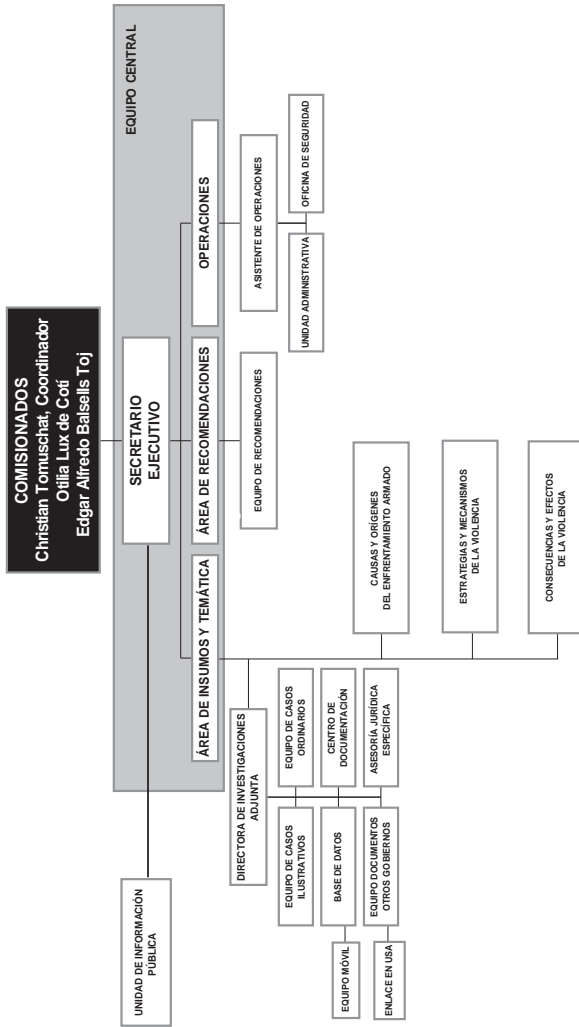 COMISIONADOS
Christian Tomuschat, Coordinador
Otilia Lux de Cotí
Edgar Alfredo Balsells Toj
EQUIPO CENTRAL
SECRETARIO
EJECUTIVO
UNIDAD DE INFORMACIÓN
PÚBLICA
ÁREA DE INSUMOS Y TEMÁTICA
ÁREA DE RECOMENDACIONES
OPERACIONES
DIRECTORA DE INVESTIGACIONES
ADJUNTA
EQUIPO DE RECOMENDACIONES
ASISTENTE DE OPERACIONES
EQUIPO DE CASOS
ILUSTRATIVOS
EQUIPO DE CASOS
ORDINARIOS
UNIDAD ADMINISTRATIVA
OFICINA DE SEGURIDAD
EQUIPO MÓVIL
BASE DE DATOS
CENTRO DE
DOCUMENTACIÓN
CAUSAS Y ORÍGENES
DEL ENFRENTAMIENTO ARMADO
ENLACE EN USA
EQUIPO DOCUMENTOS
OTROS GOBIERNOS
ASESORÍA JURÍDICA
ESPECÍFICA
ESTRATEGIAS Y MECANISMOS
DE LA VIOLENCIA
CONSECUENCIAS Y EFECTOS
DE LA VIOLENCIA